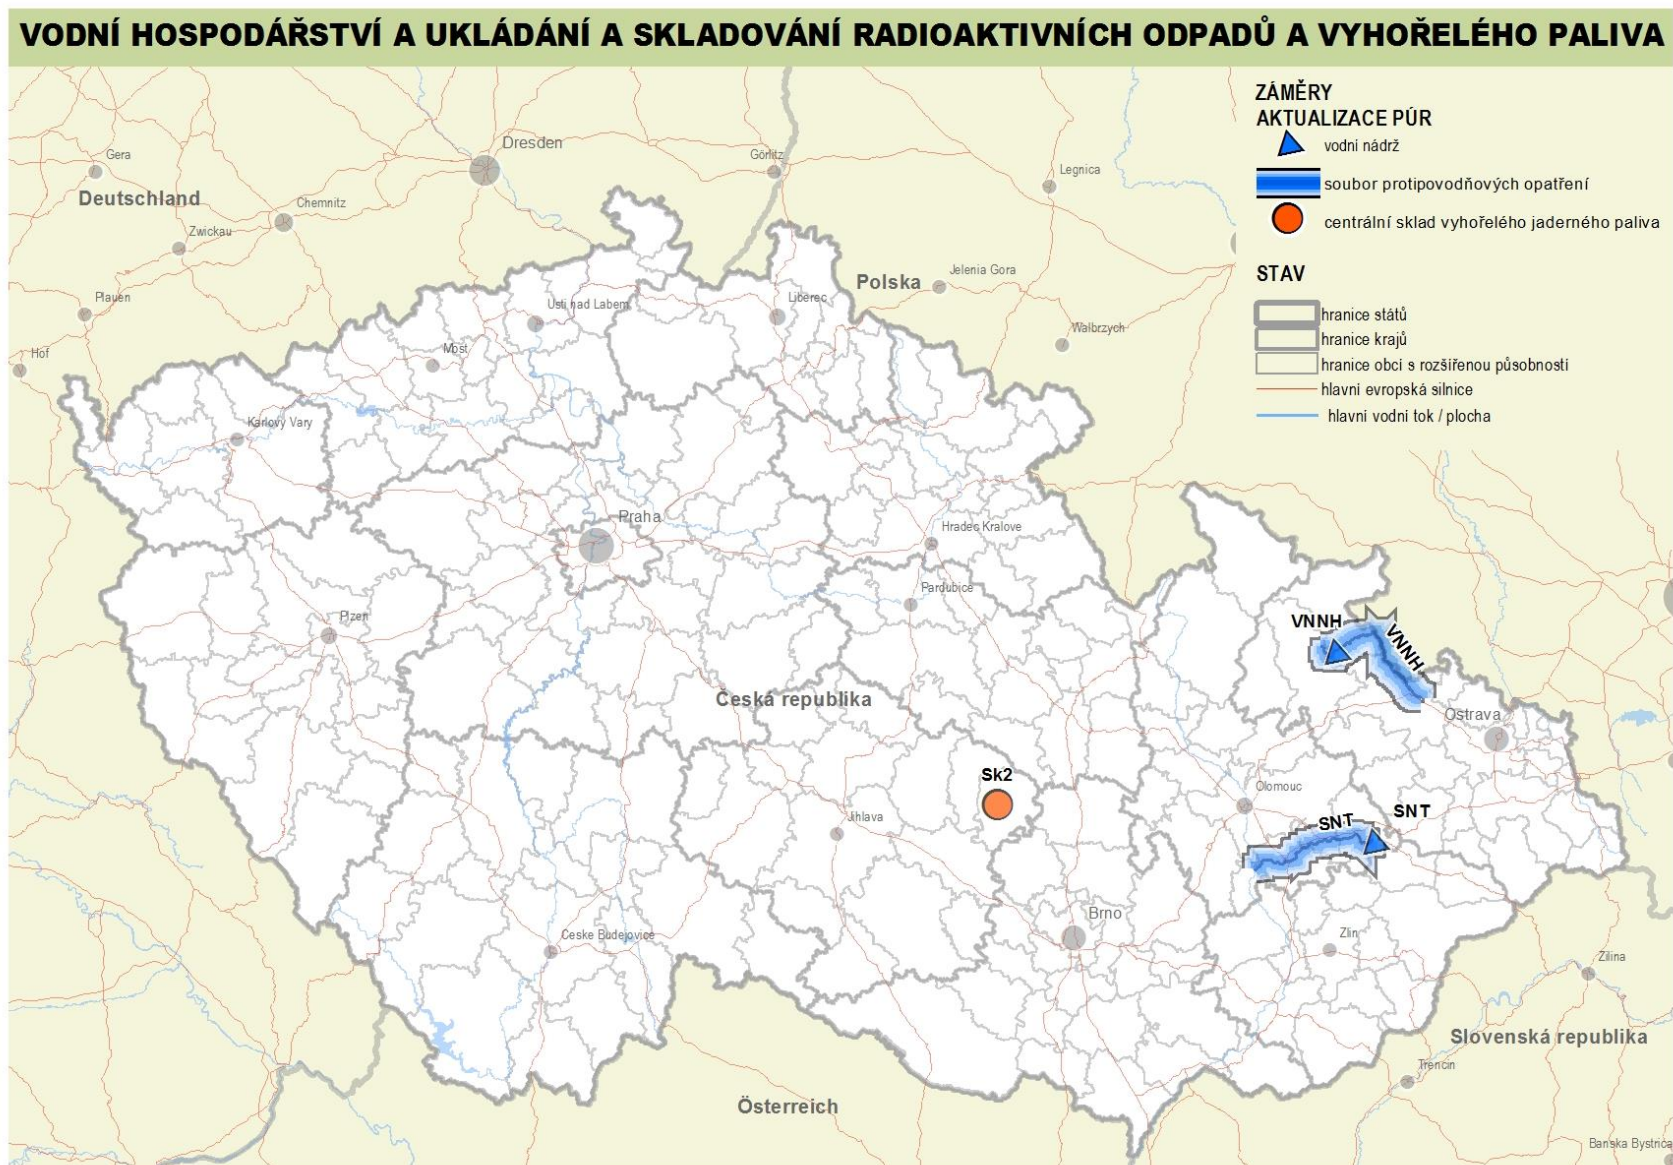 VODNÍ HOSPODÁŘSTVÍ A UKLÁDÁNÍ A SKLADOVÁNÍ RADIOAKTIVNÍCH ODPADŮ A VYHOŘELÉHO PALIVA
ZÁMĚRY
AKTUALIZACE PÚR
vodní nádrž
soubor protipovodňových opatření
centrální sklad vyhořelého jaderného paliva
STAV
hranice států
hranice krajů
hranice obcí s rozšířenou působností
hlavní evropská silnice
hlavní vodní tok / plocha
Dresden
Gera
Görlitz
Legnica
Deutschland
Chemnitz
Zwickau
Polska
Jelenia Gora
Plauen
Usti nad Labem
Liberec
Wałbrzych
Hof
Most
Karlovy Vary
Praha
Hradec Kralove
Pardubice
Plzen
VNNH
VNNH
Česká republika
Ostrava
Sk2
Olomouc
Jihlava
SNT
SNT
Brno
Ceske Budejovice
Zlin
Zilina
Slovenská republika
Trencin
Österreich
Banska Bystrica